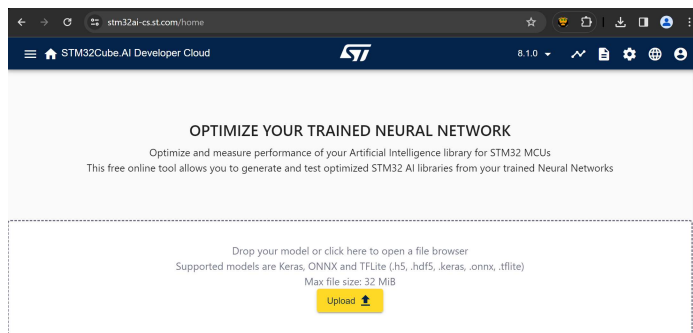 stm32ai-cs.st.com/home
STM32Cube.AI Developer Cloud
ST
8.1.0
OPTIMIZE YOUR TRAINED NEURAL NETWORK
Optimize and measure performance of your Artificial Intelligence library for STM32 MCUs
This free online tool allows you to generate and test optimized STM32 AI libraries from your trained Neural Networks
Drop your model or click here to open a file browser
Supported models are Keras, ONNX and TFLite (.h5, .hdf5, .keras, .onnx, .tflite)
Max file size: 32 MiB
Upload